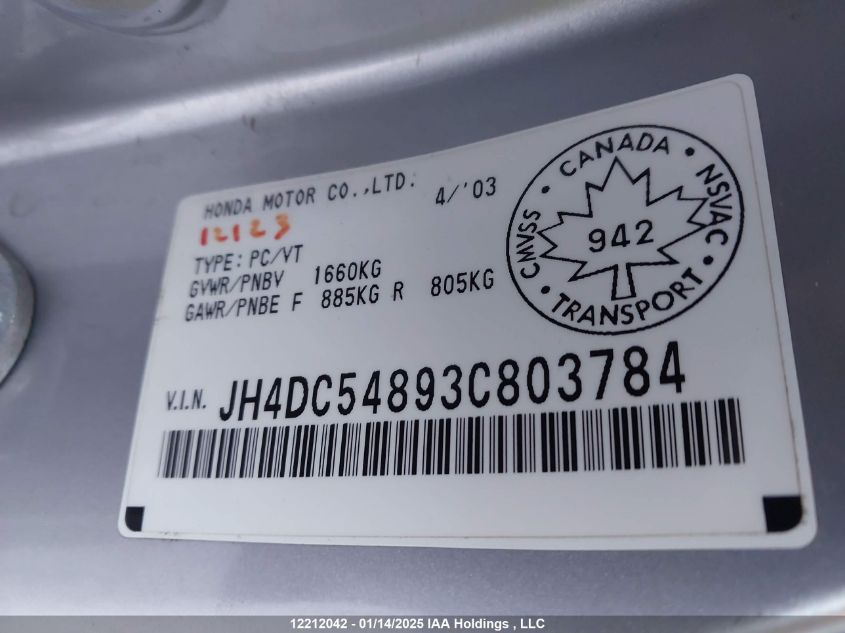 HONDA MOTOR CO.,LTD. 4/'03
12123
TYPE: PC/VT
GVWR/PNBV 1660KG
GAWR/PNBE F 885KG R 805KG
• CANADA • NSVAC • TRANSPORT • CMVSS
942
V.I.N. JH4DC54893C803784
12212042 - 01/14/2025 IAA Holdings , LLC